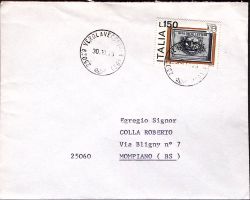 L.150
ITALIA
Egregio Signor
COLLA ROBERTO
Via Bligny n° 7
25060 MOMPIANO ( BS )